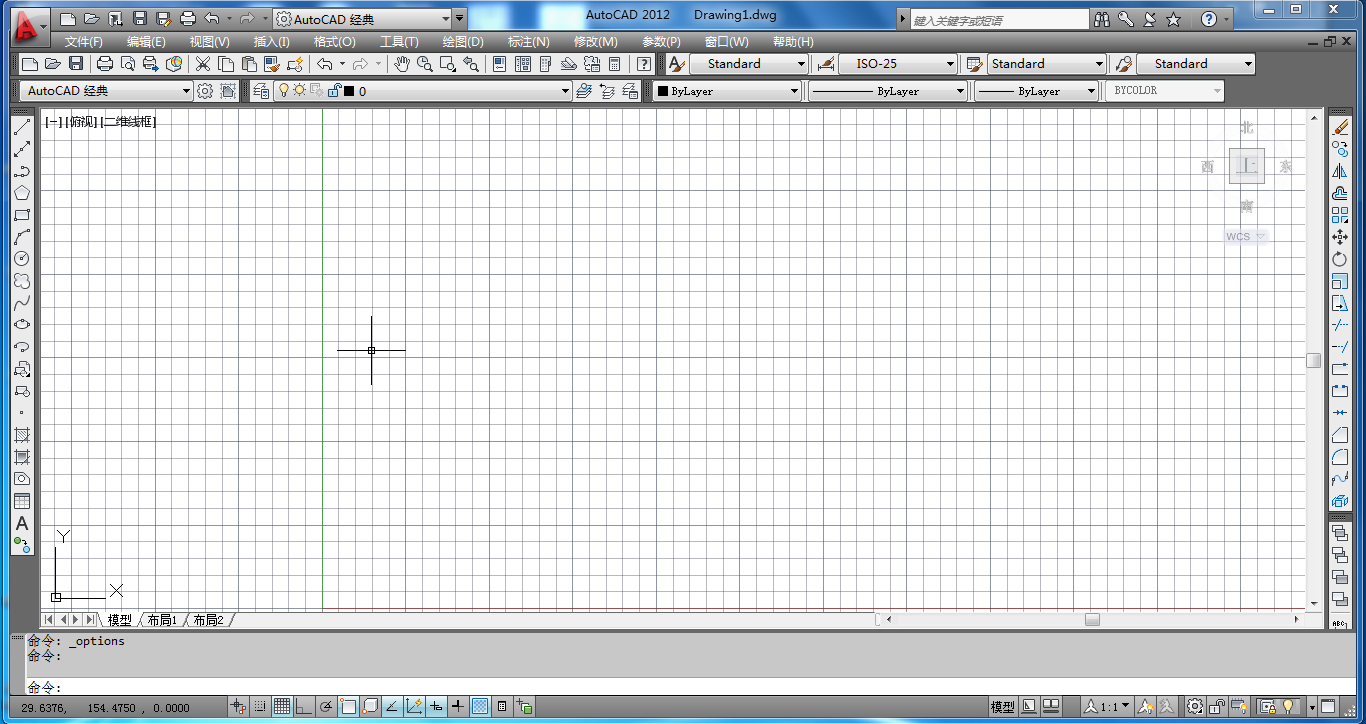 AutoCAD 经典
AutoCAD 2012 Drawing1.dwg
键入关键字或短语
文件(F) 编辑(E) 视图(V) 插入(I) 格式(O) 工具(T) 绘图(D) 标注(N) 修改(M) 参数(P) 窗口(W) 帮助(H)
Standard ISO-25 Standard Standard
AutoCAD 经典 0 ByLayer ByLayer ByLayer BYCOLOR
[−][俯视][二维线框]
北
西 上 东
南
WCS
A
Y
X
模型 布局1 布局2
ABC
命令: _options
命令:
命令:
29.6376, 154.4750 , 0.0000 模型 1:1